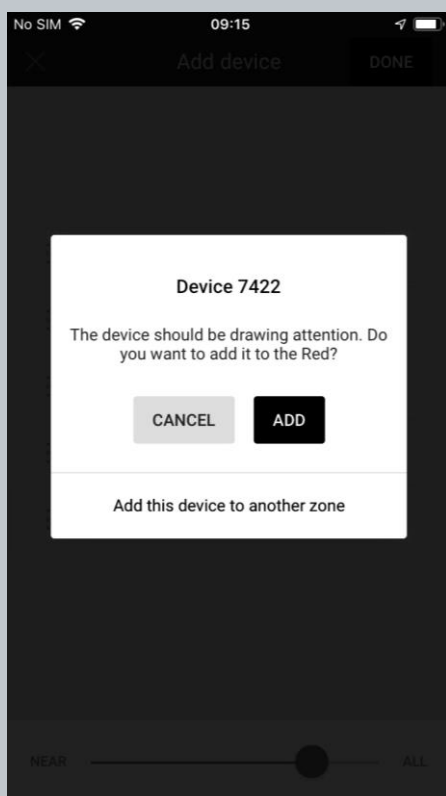 No SIM 09:15
Add device DONE
Device 7422
The device should be drawing attention. Do
you want to add it to the Red?
CANCEL ADD
Add this device to another zone
NEAR ALL